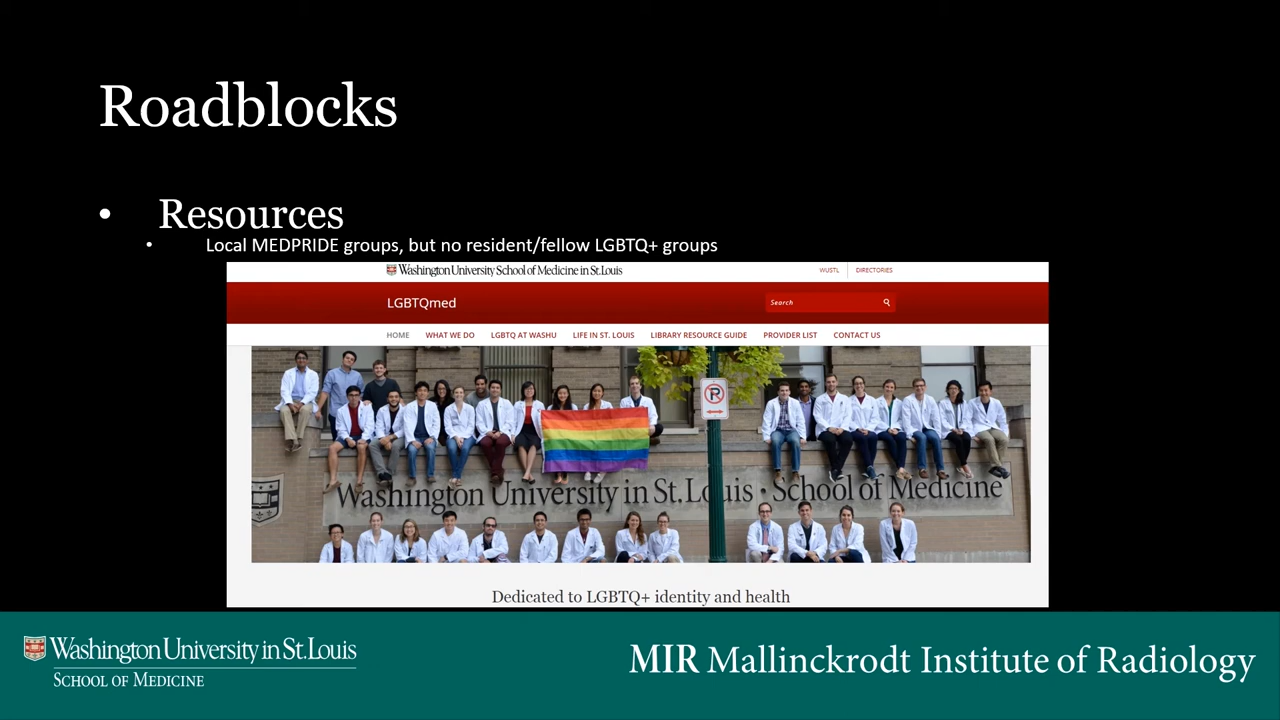 Roadblocks
• Resources
• Local MEDPRIDE groups, but no resident/fellow LGBTQ+ groups
Washington University School of Medicine in St. Louis
WUSTL DIRECTORIES
LGBTQmed
Search
HOME WHAT WE DO LGBTQ AT WASHU LIFE IN ST. LOUIS LIBRARY RESOURCE GUIDE PROVIDER LIST CONTACT US
P
Washington University in St. Louis · School of Medicine
Dedicated to LGBTQ+ identity and health
Washington University in St. Louis
SCHOOL OF MEDICINE
MIR Mallinckrodt Institute of Radiology